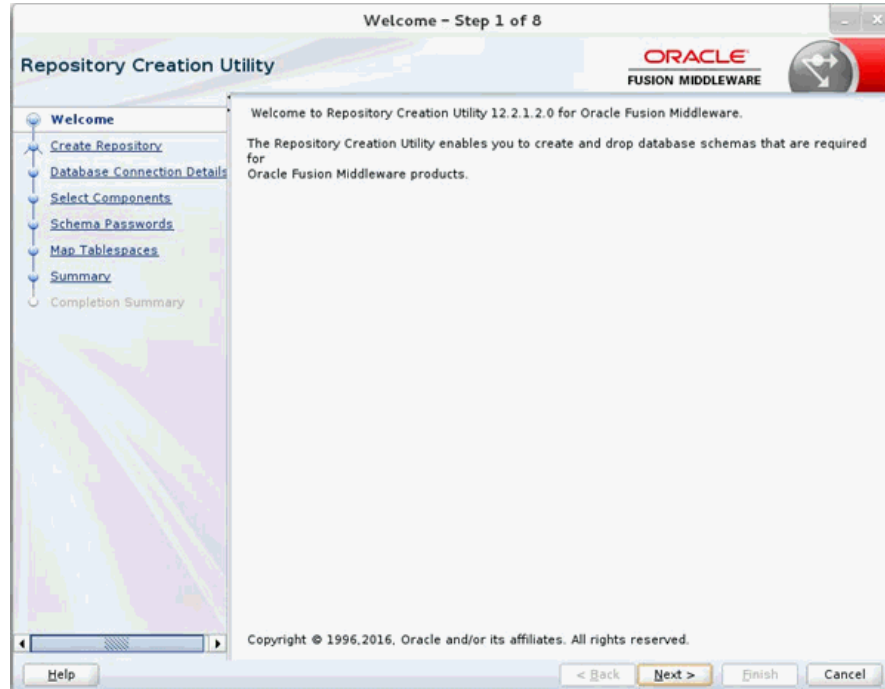 Welcome – Step 1 of 8
Repository Creation Utility
ORACLE
FUSION MIDDLEWARE
Welcome
Create Repository
Database Connection Details
Select Components
Schema Passwords
Map Tablespaces
Summary
Completion Summary
Welcome to Repository Creation Utility 12.2.1.2.0 for Oracle Fusion Middleware.
The Repository Creation Utility enables you to create and drop database schemas that are required
for
Oracle Fusion Middleware products.
Copyright © 1996,2016, Oracle and/or its affiliates. All rights reserved.
Help
< Back
Next >
Finish
Cancel